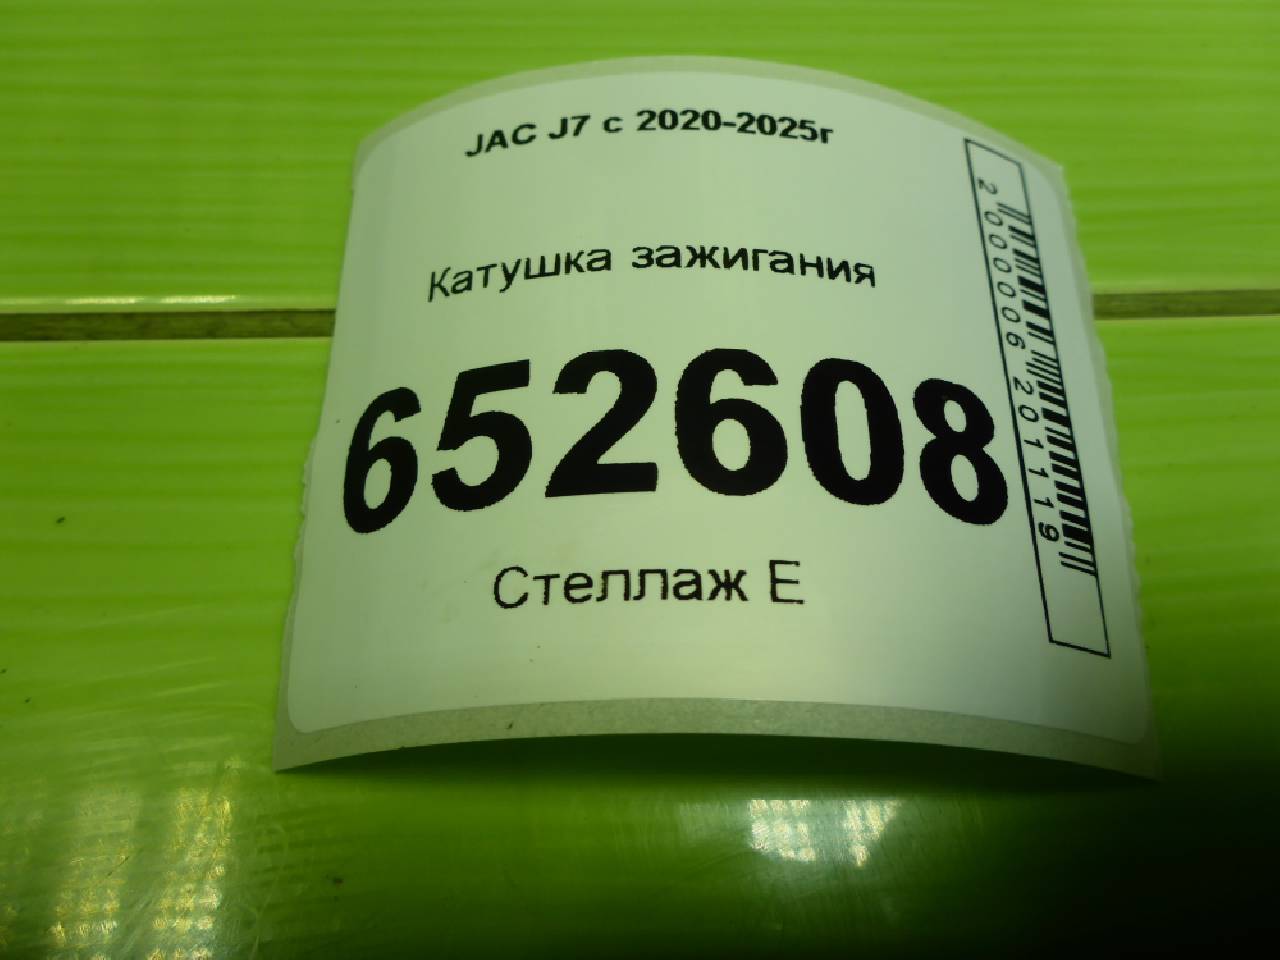 JAC J7 с 2020-2025г
Катушка зажигания
652608
Стеллаж Е
2000006201119